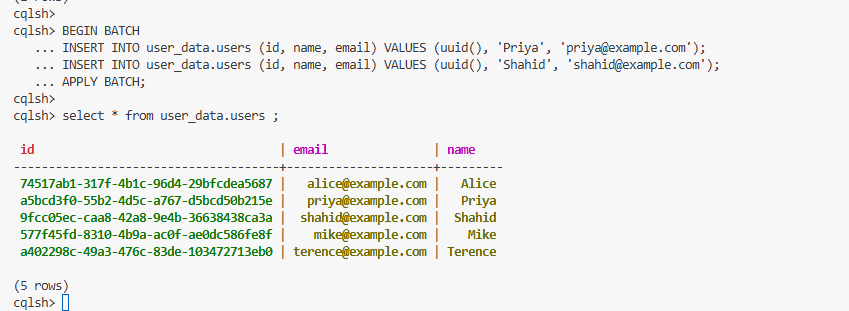 cqlsh>
cqlsh> BEGIN BATCH
   ... INSERT INTO user_data.users (id, name, email) VALUES (uuid(), 'Priya', 'priya@example.com');
   ... INSERT INTO user_data.users (id, name, email) VALUES (uuid(), 'Shahid', 'shahid@example.com');
   ... APPLY BATCH;
cqlsh>
cqlsh> select * from user_data.users ;
 id                                   | email               | name
--------------------------------------+---------------------+---------
 74517ab1-317f-4b1c-96d4-29bfcdea5687 |   alice@example.com |   Alice
 a5bcd3f0-55b2-4d5c-a767-d5bcd50b215e |   priya@example.com |   Priya
 9fcc05ec-caa8-42a8-9e4b-36638438ca3a |  shahid@example.com |  Shahid
 577f45fd-8310-4b9a-ac0f-ae0dc586fe8f |    mike@example.com |    Mike
 a402298c-49a3-476c-83de-103472713eb0 | terence@example.com | Terence
(5 rows)
cqlsh>